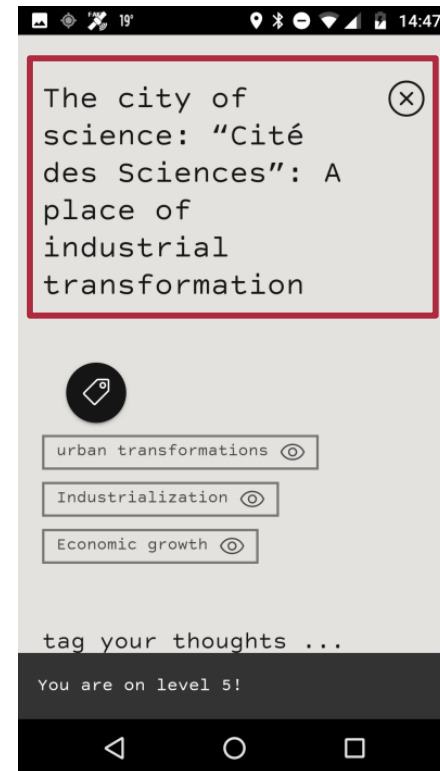 19° 14:47
The city of
science: “Cité
des Sciences”: A
place of
industrial
transformation
urban transformations
Industrialization
Economic growth
tag your thoughts ...
You are on level 5!